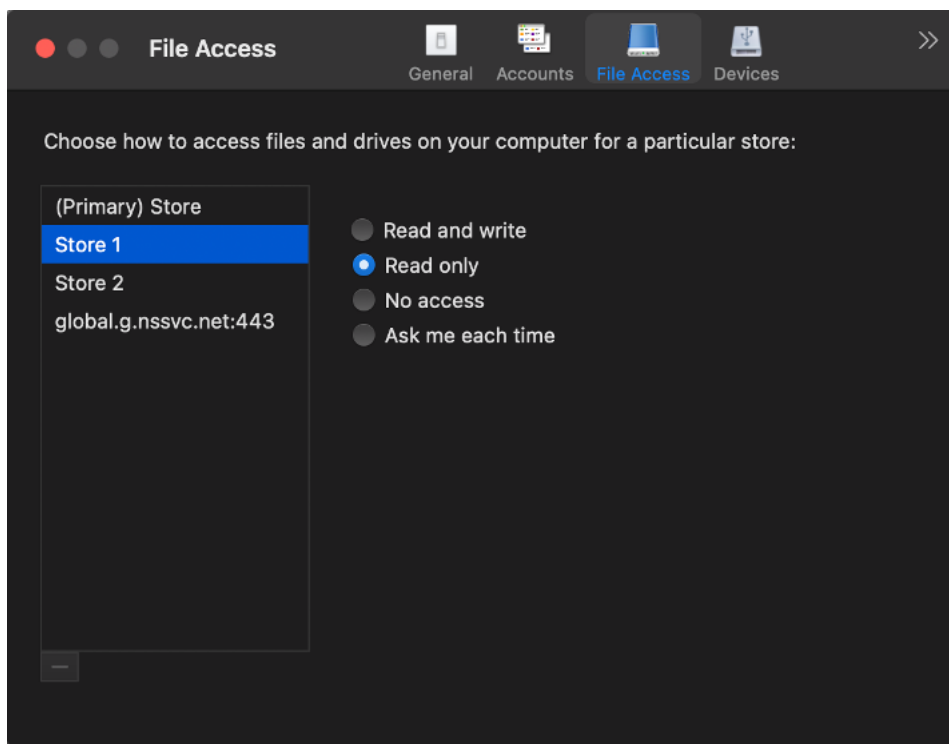 File Access
General
Accounts
File Access
Devices
Choose how to access files and drives on your computer for a particular store:
(Primary) Store
Store 1
Store 2
global.g.nssvc.net:443
Read and write
Read only
No access
Ask me each time